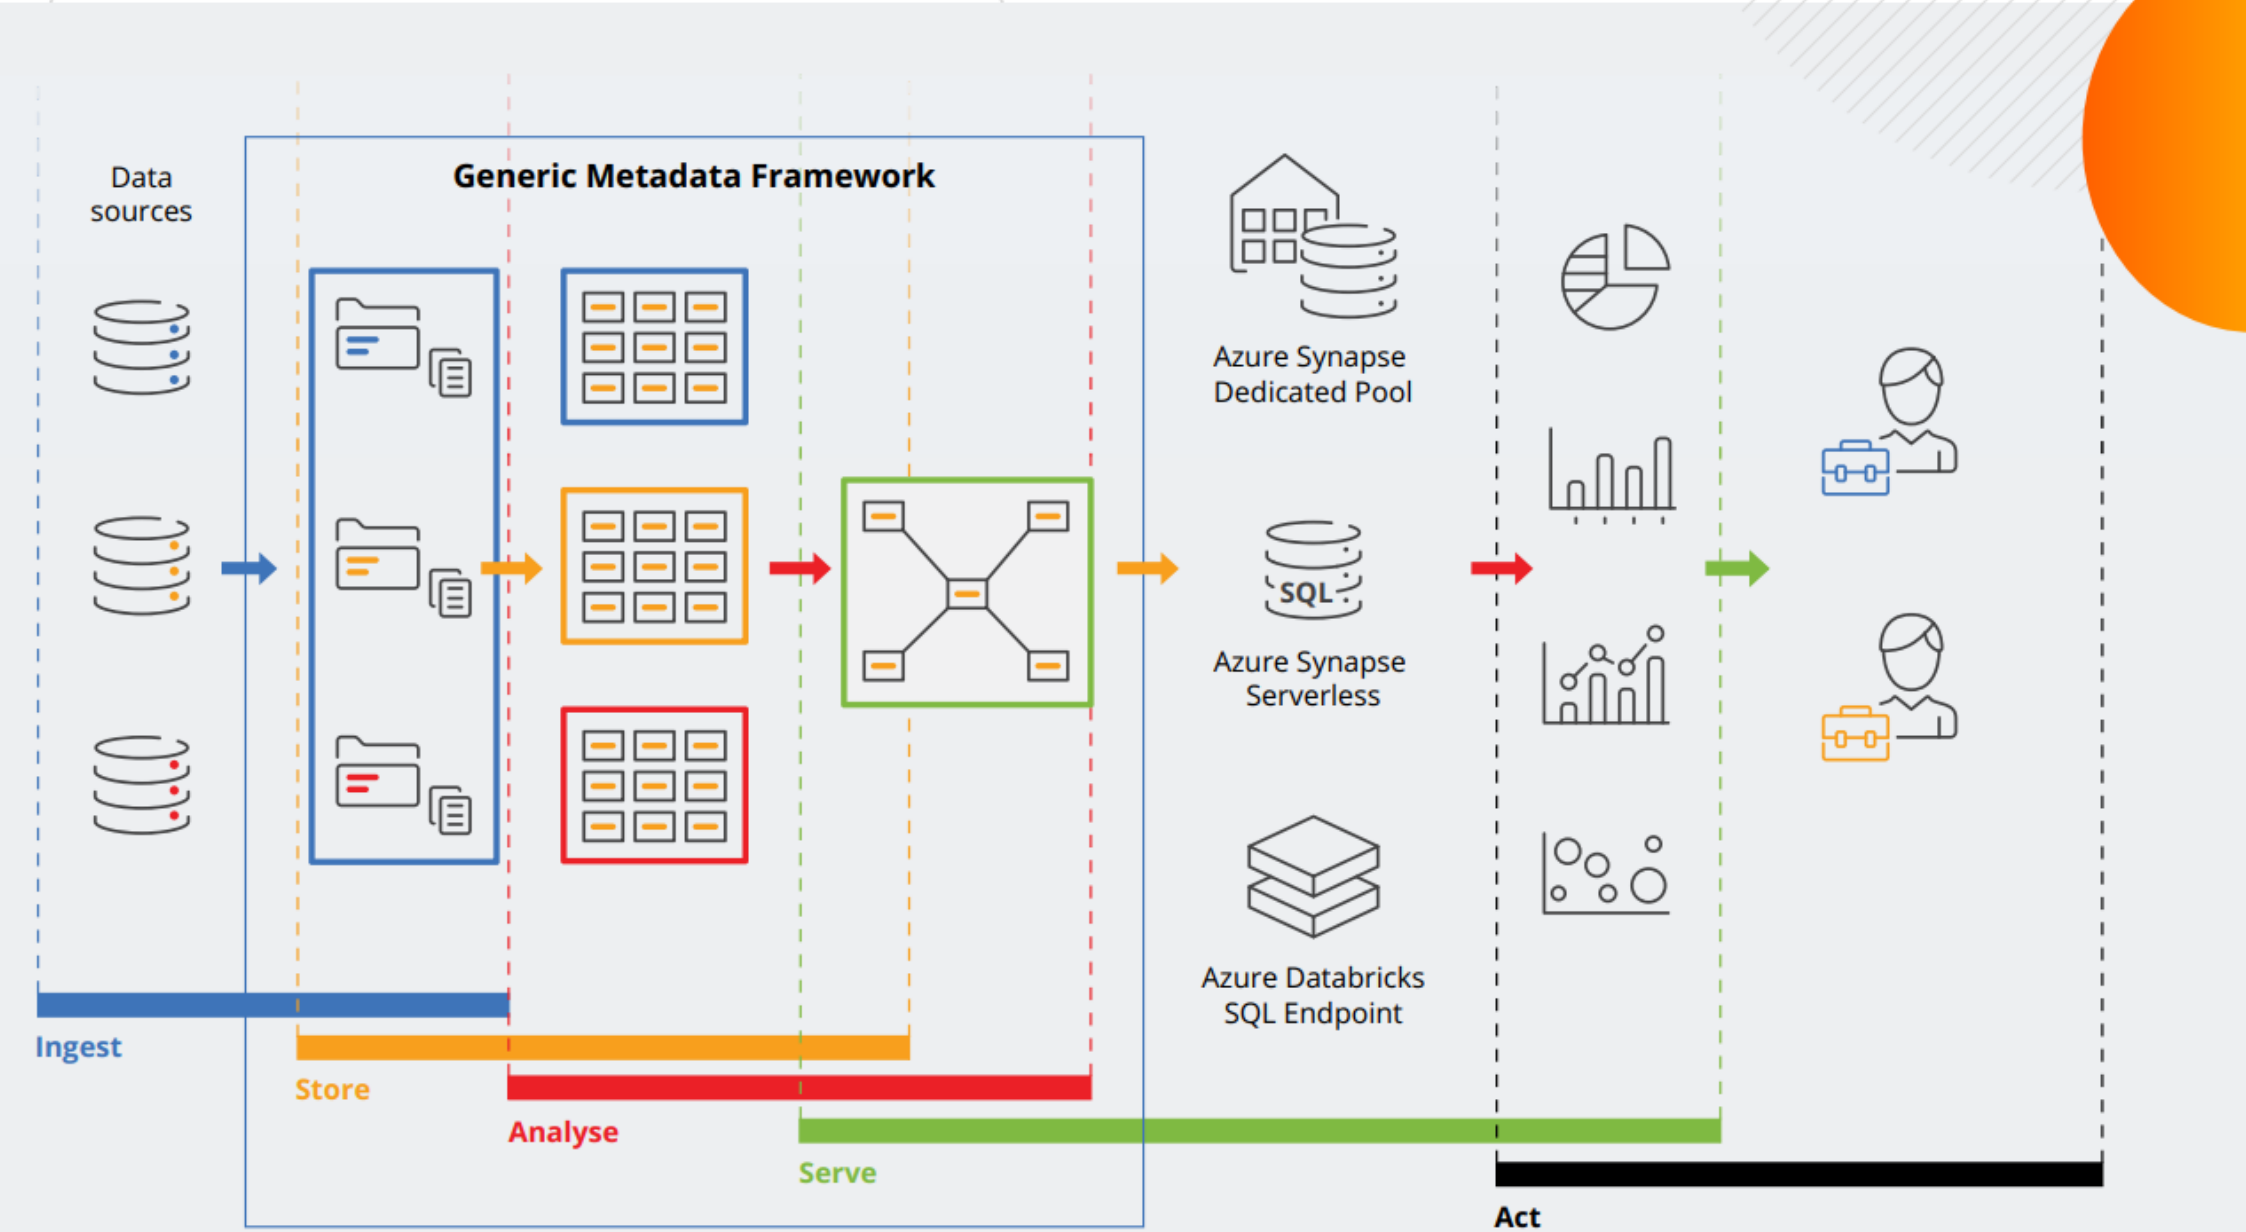 Generic Metadata Framework
Data
sources
Azure Synapse
Dedicated Pool
SQL
Azure Synapse
Serverless
Azure Databricks
SQL Endpoint
Ingest
Store
Analyse
Serve
Act